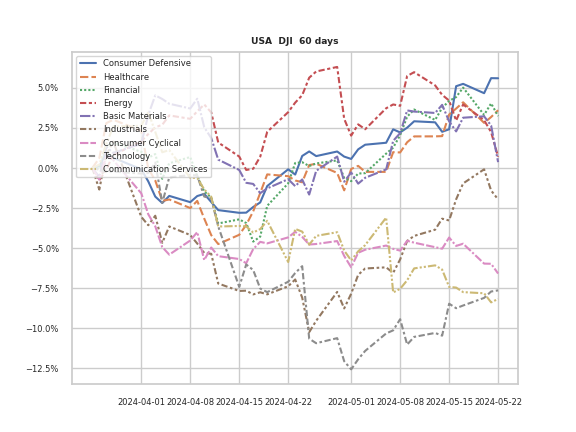 USA DJI 60 days
Consumer Defensive
Healthcare
Financial
Energy
Basic Materials
Industrials
Consumer Cyclical
Technology
Communication Services
5.0%
2.5%
0.0%
−2.5%
−5.0%
−7.5%
−10.0%
−12.5%
2024-04-01 2024-04-08 2024-04-15 2024-04-22 2024-05-01 2024-05-08 2024-05-15 2024-05-22